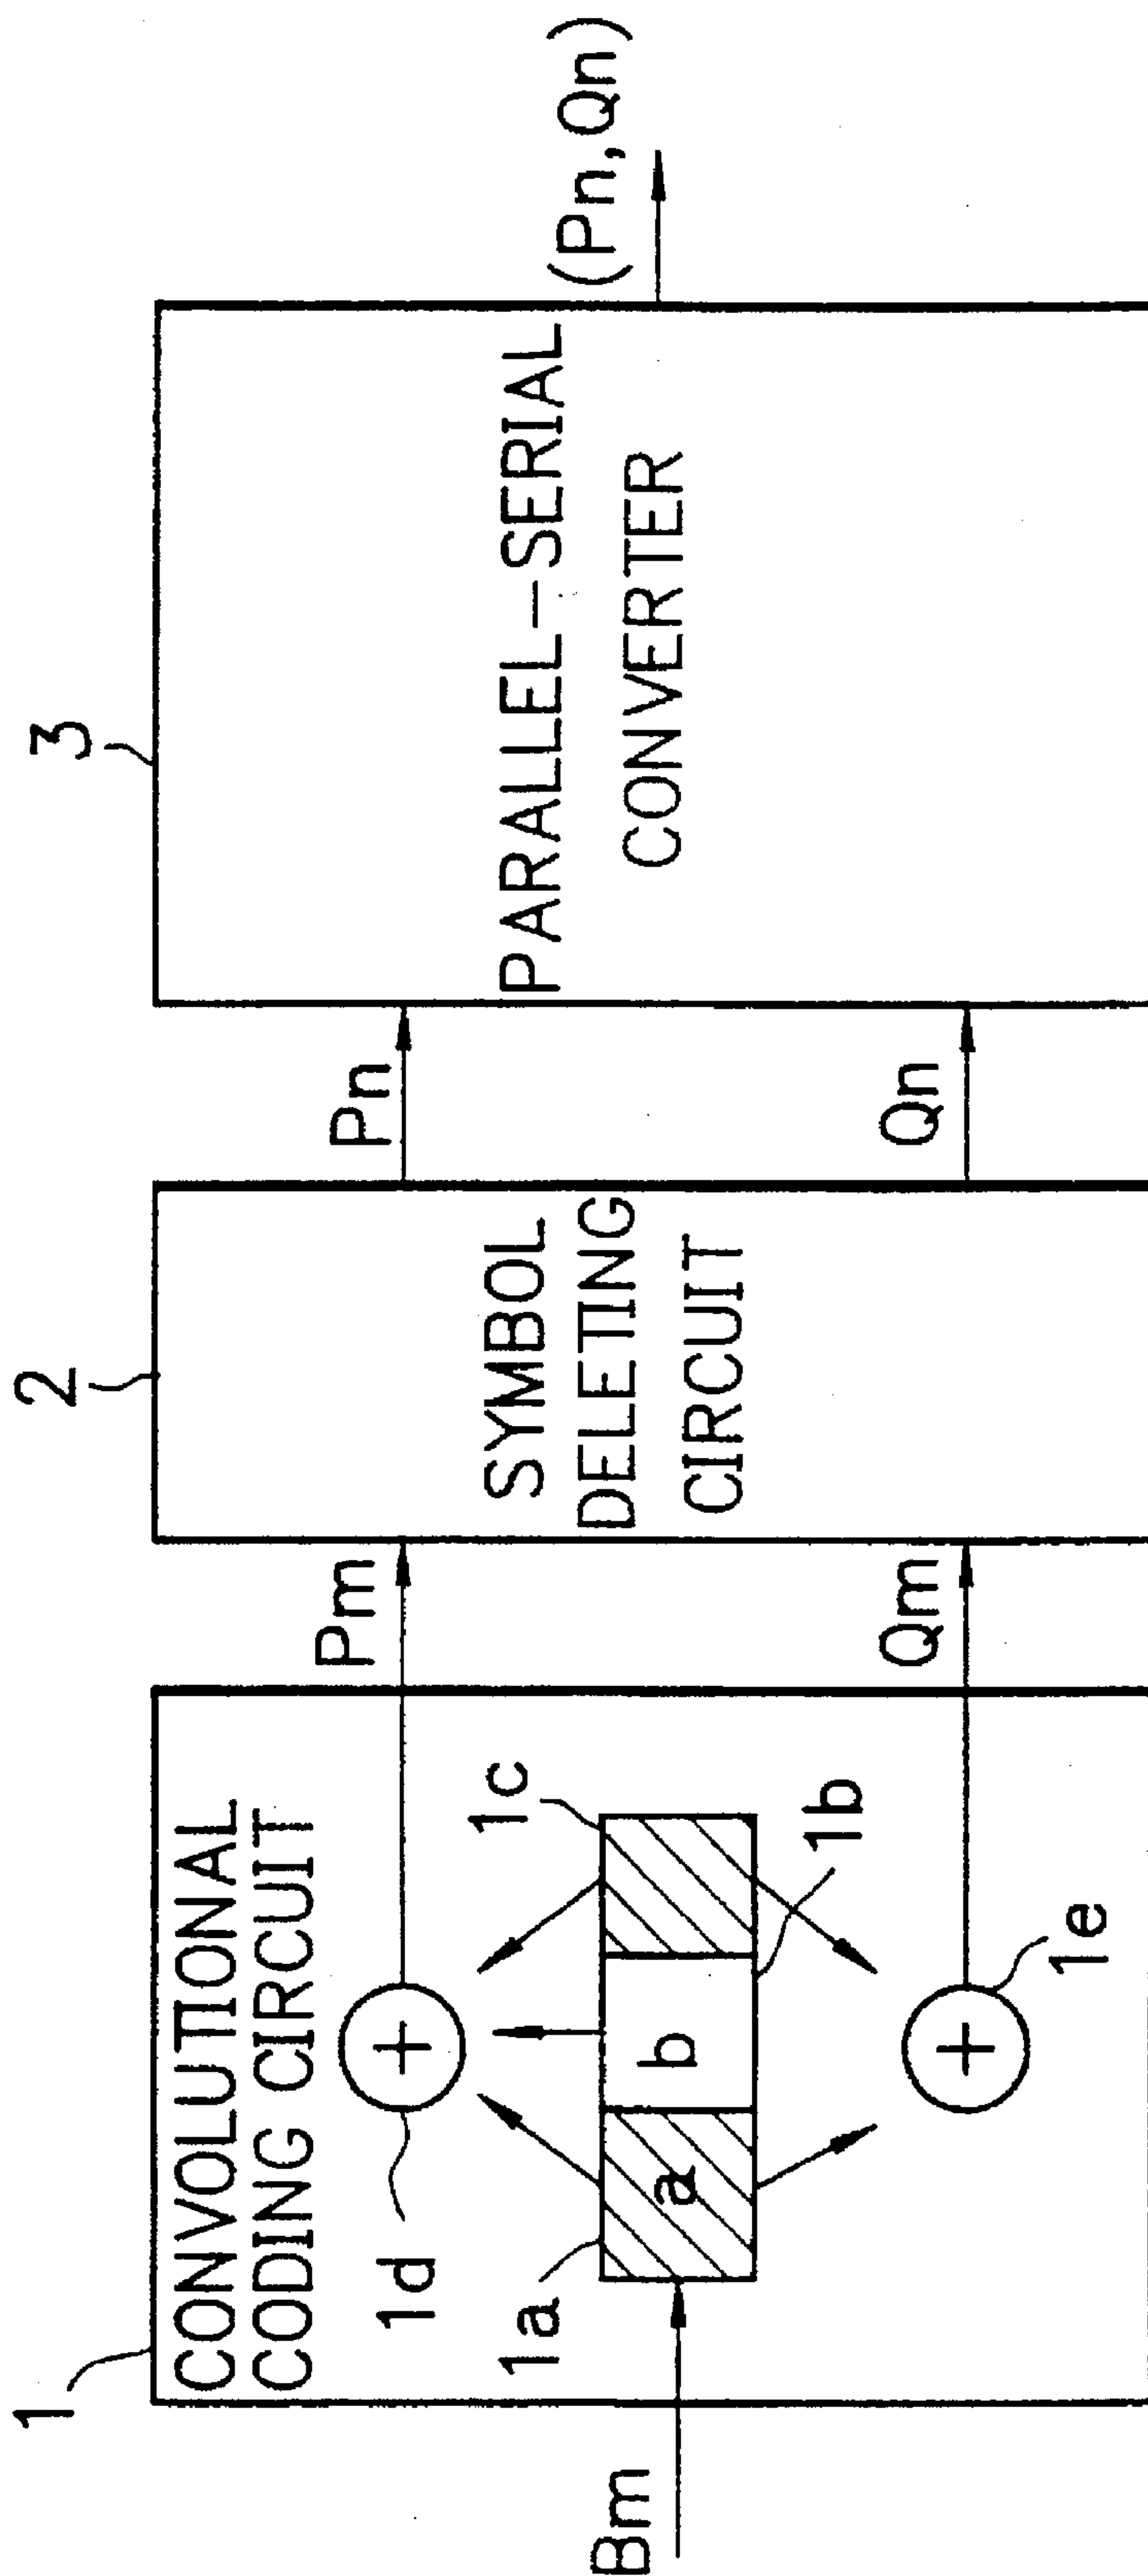 1
CONVOLUTIONAL
CODING CIRCUIT
1d
1a
1c
a
b
1b
1e
Bm
Pm
Qm
2
SYMBOL
DELETING
CIRCUIT
Pn
Qn
3
PARALLEL-SERIAL
CONVERTER
(Pn,Qn)